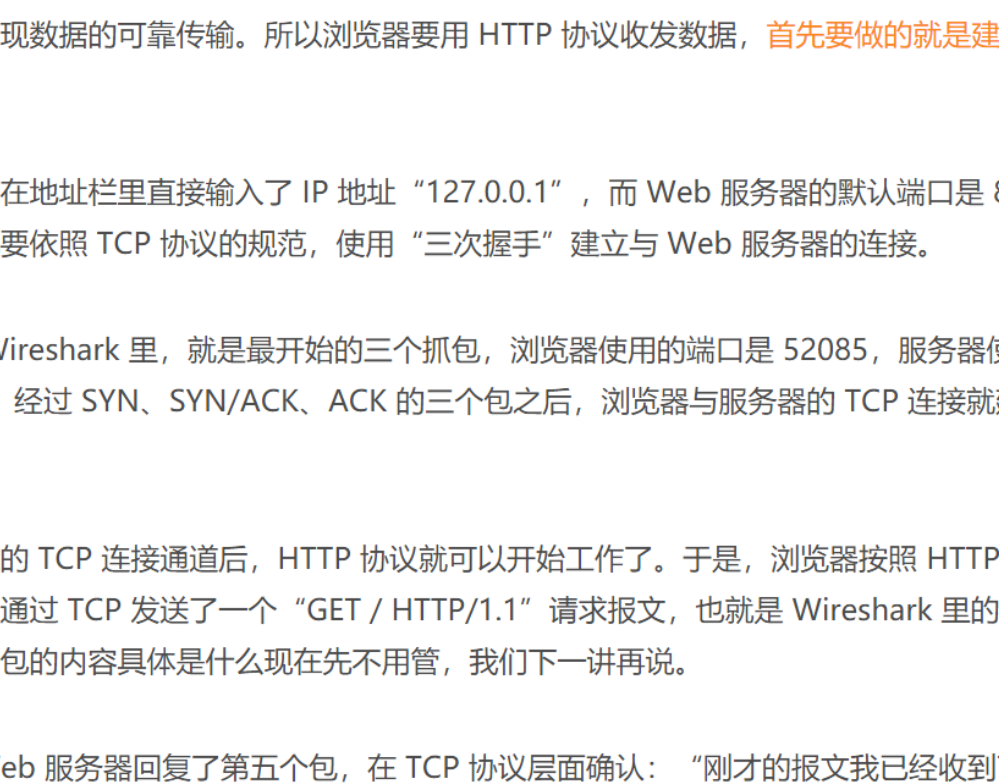 现数据的可靠传输。所以浏览器要用 HTTP 协议收发数据，首先要做的就是建
在地址栏里直接输入了 IP 地址“127.0.0.1”，而 Web 服务器的默认端口是
要依照 TCP 协议的规范，使用“三次握手”建立与 Web 服务器的连接。
Wireshark 里，就是最开始的三个抓包，浏览器使用的端口是 52085，服务器使
经过 SYN、SYN/ACK、ACK 的三个包之后，浏览器与服务器的 TCP 连接就
的 TCP 连接通道后，HTTP 协议就可以开始工作了。于是，浏览器按照 HTTP
通过 TCP 发送了一个“GET / HTTP/1.1”请求报文，也就是 Wireshark 里的
包的内容具体是什么现在先不用管，我们下一讲再说。
Web 服务器回复了第五个包，在 TCP 协议层面确认：“刚才的报文我已经收到